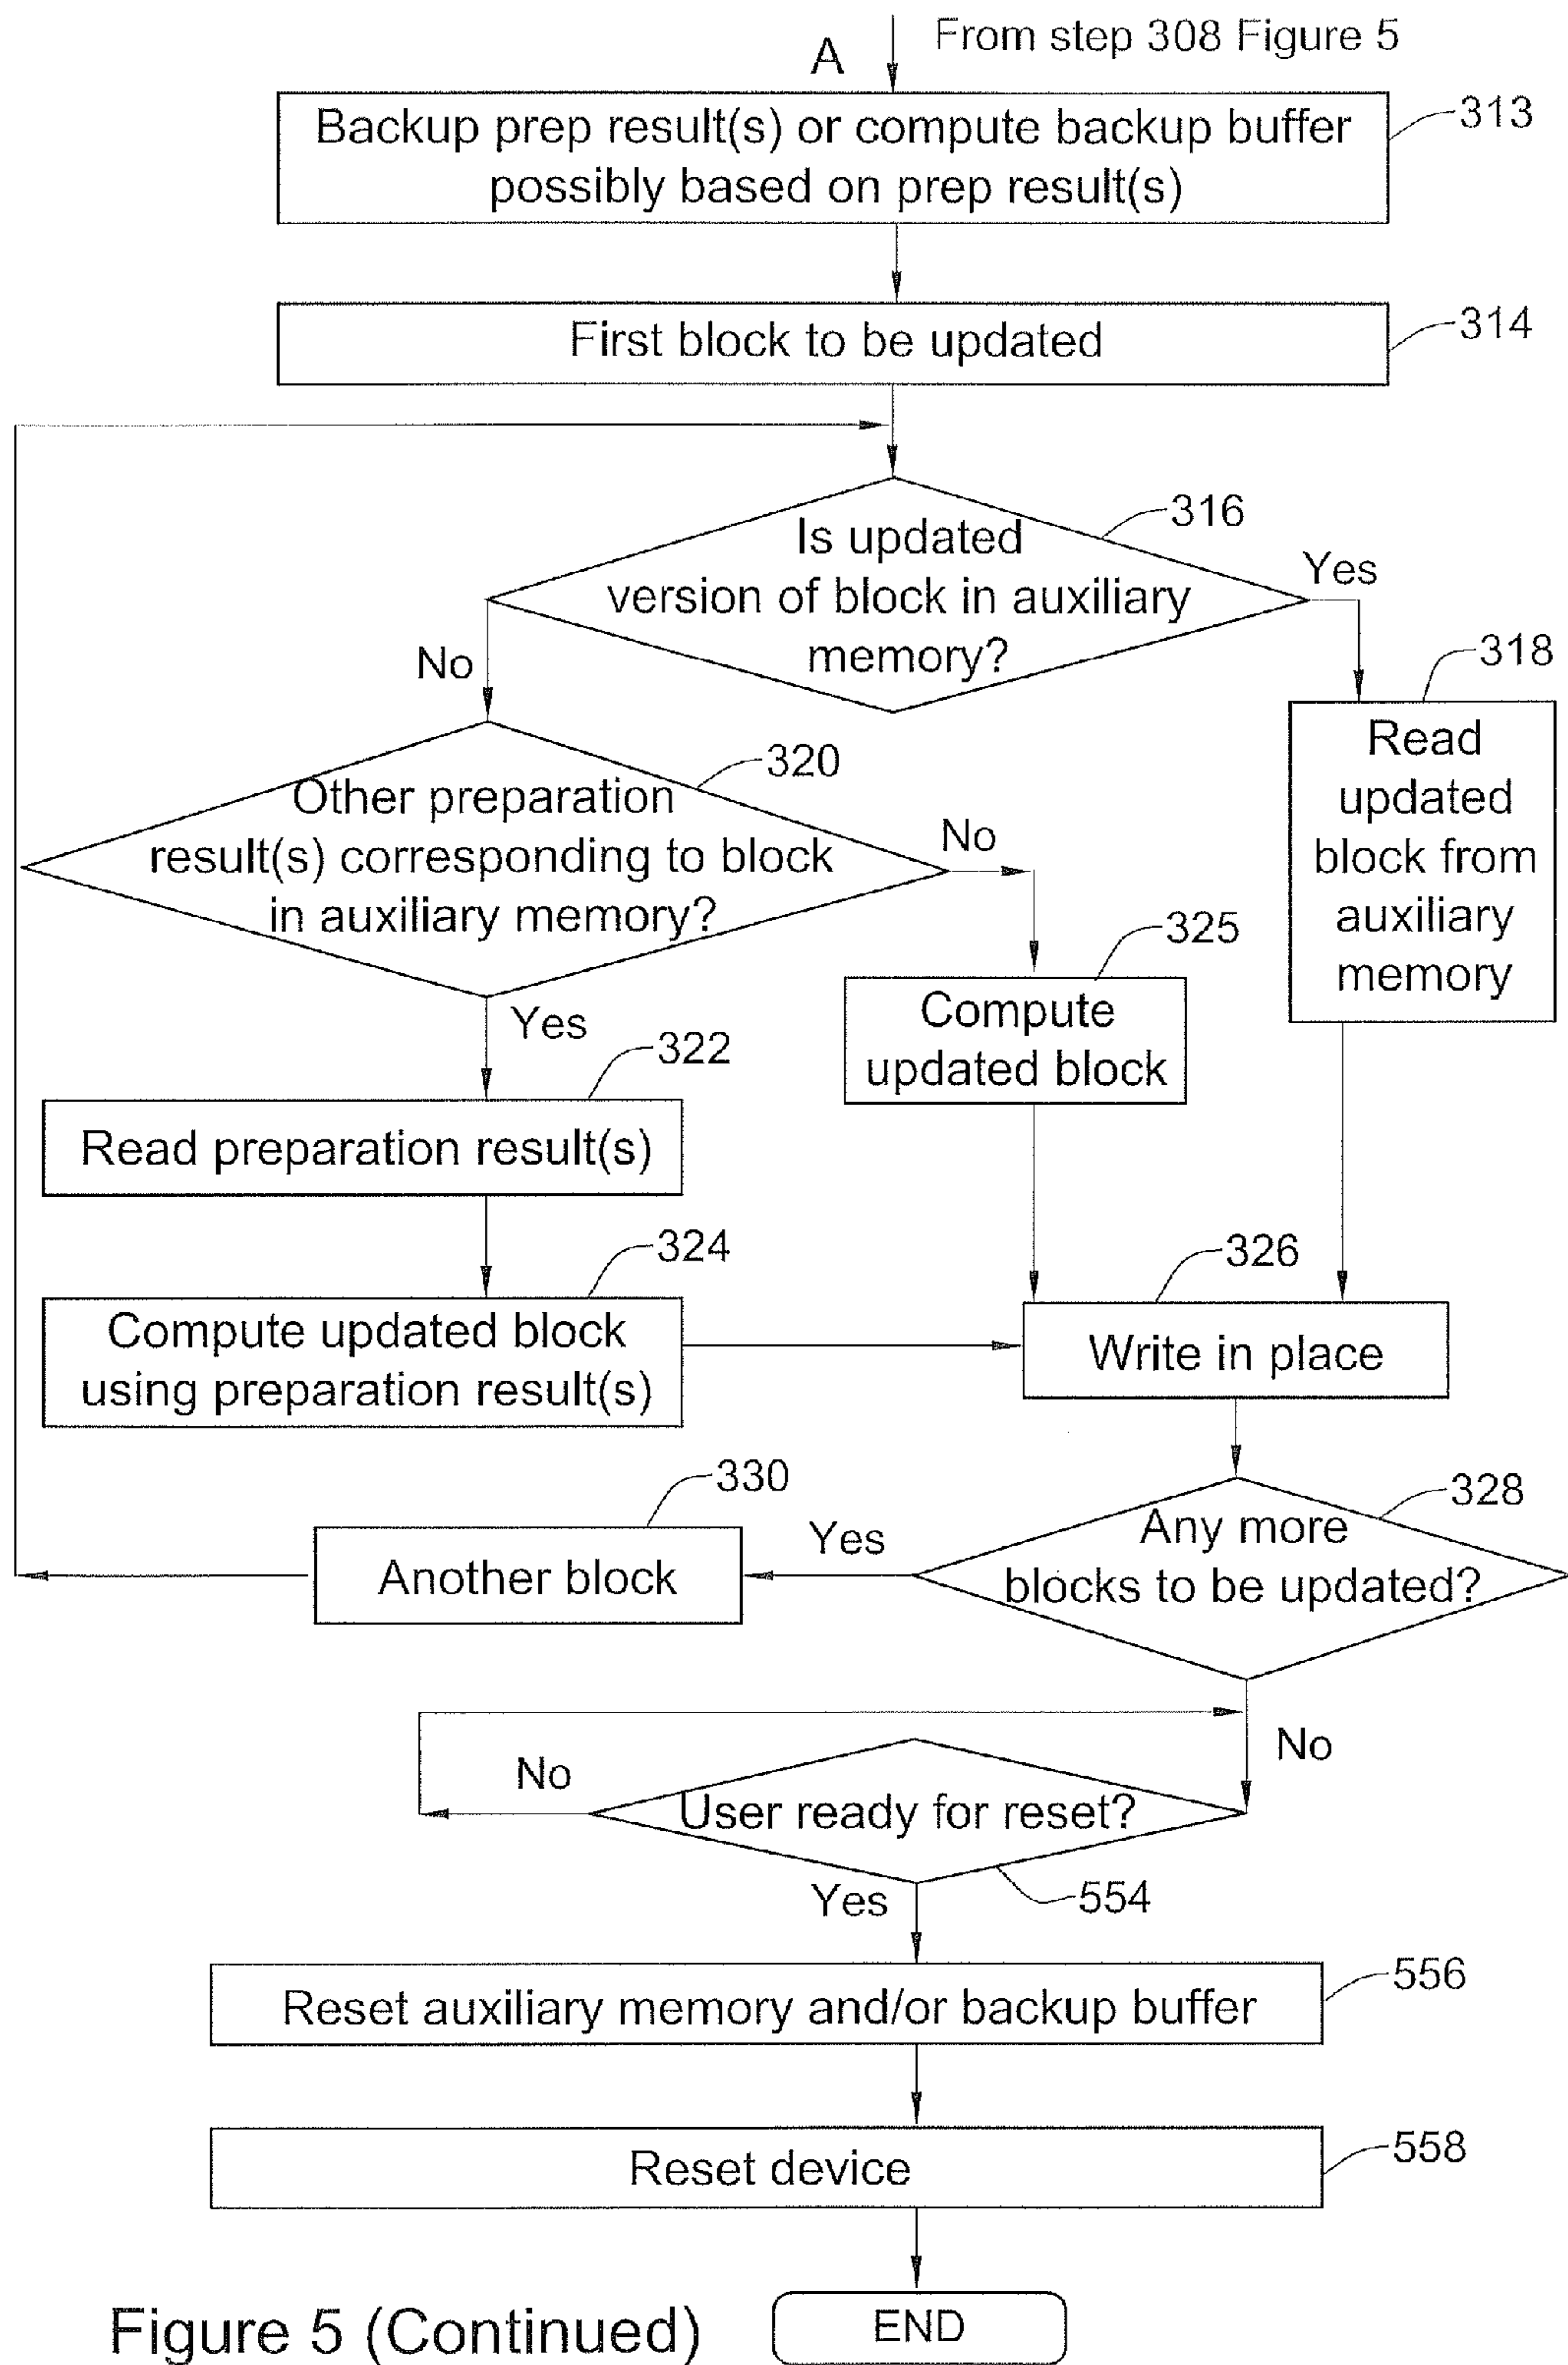 From step 308 Figure 5
A
Backup prep result(s) or compute backup buffer
possibly based on prep result(s)
313
First block to be updated
314
316
Is updated
version of block in auxiliary
memory?
Yes
No
318
Read
updated
block from
auxiliary
memory
320
Other preparation
result(s) corresponding to block
in auxiliary memory?
No
Yes
325
Compute
updated block
322
Read preparation result(s)
324
Compute updated block
using preparation result(s)
326
Write in place
330
Another block
Yes
328
Any more
blocks to be updated?
No
No
User ready for reset?
554
Yes
556
Reset auxiliary memory and/or backup buffer
558
Reset device
END
Figure 5 (Continued)